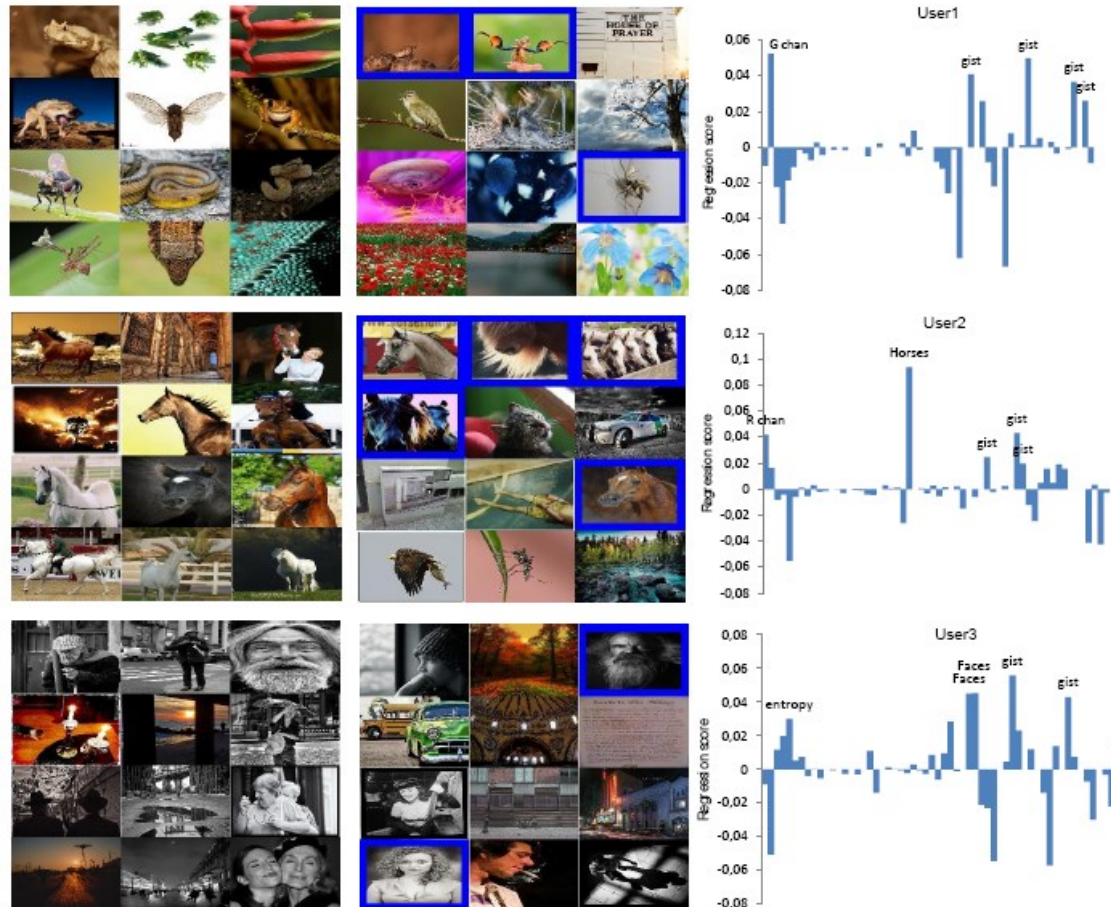 User1
0,06
0,04
0,02
0
-0,02
-0,04
-0,06
-0,08
Regression score
G chan
gist
gist
gist
gist
THE
HOUSE OF
PRAYER
User2
0,12
0,1
0,08
0,06
0,04
0,02
0
-0,02
-0,04
-0,06
-0,08
Regression score
R chan
Horses
gist
gist
gist
User3
0,08
0,06
0,04
0,02
0
-0,02
-0,04
-0,06
-0,08
Regression score
entropy
Faces
Faces
gist
gist